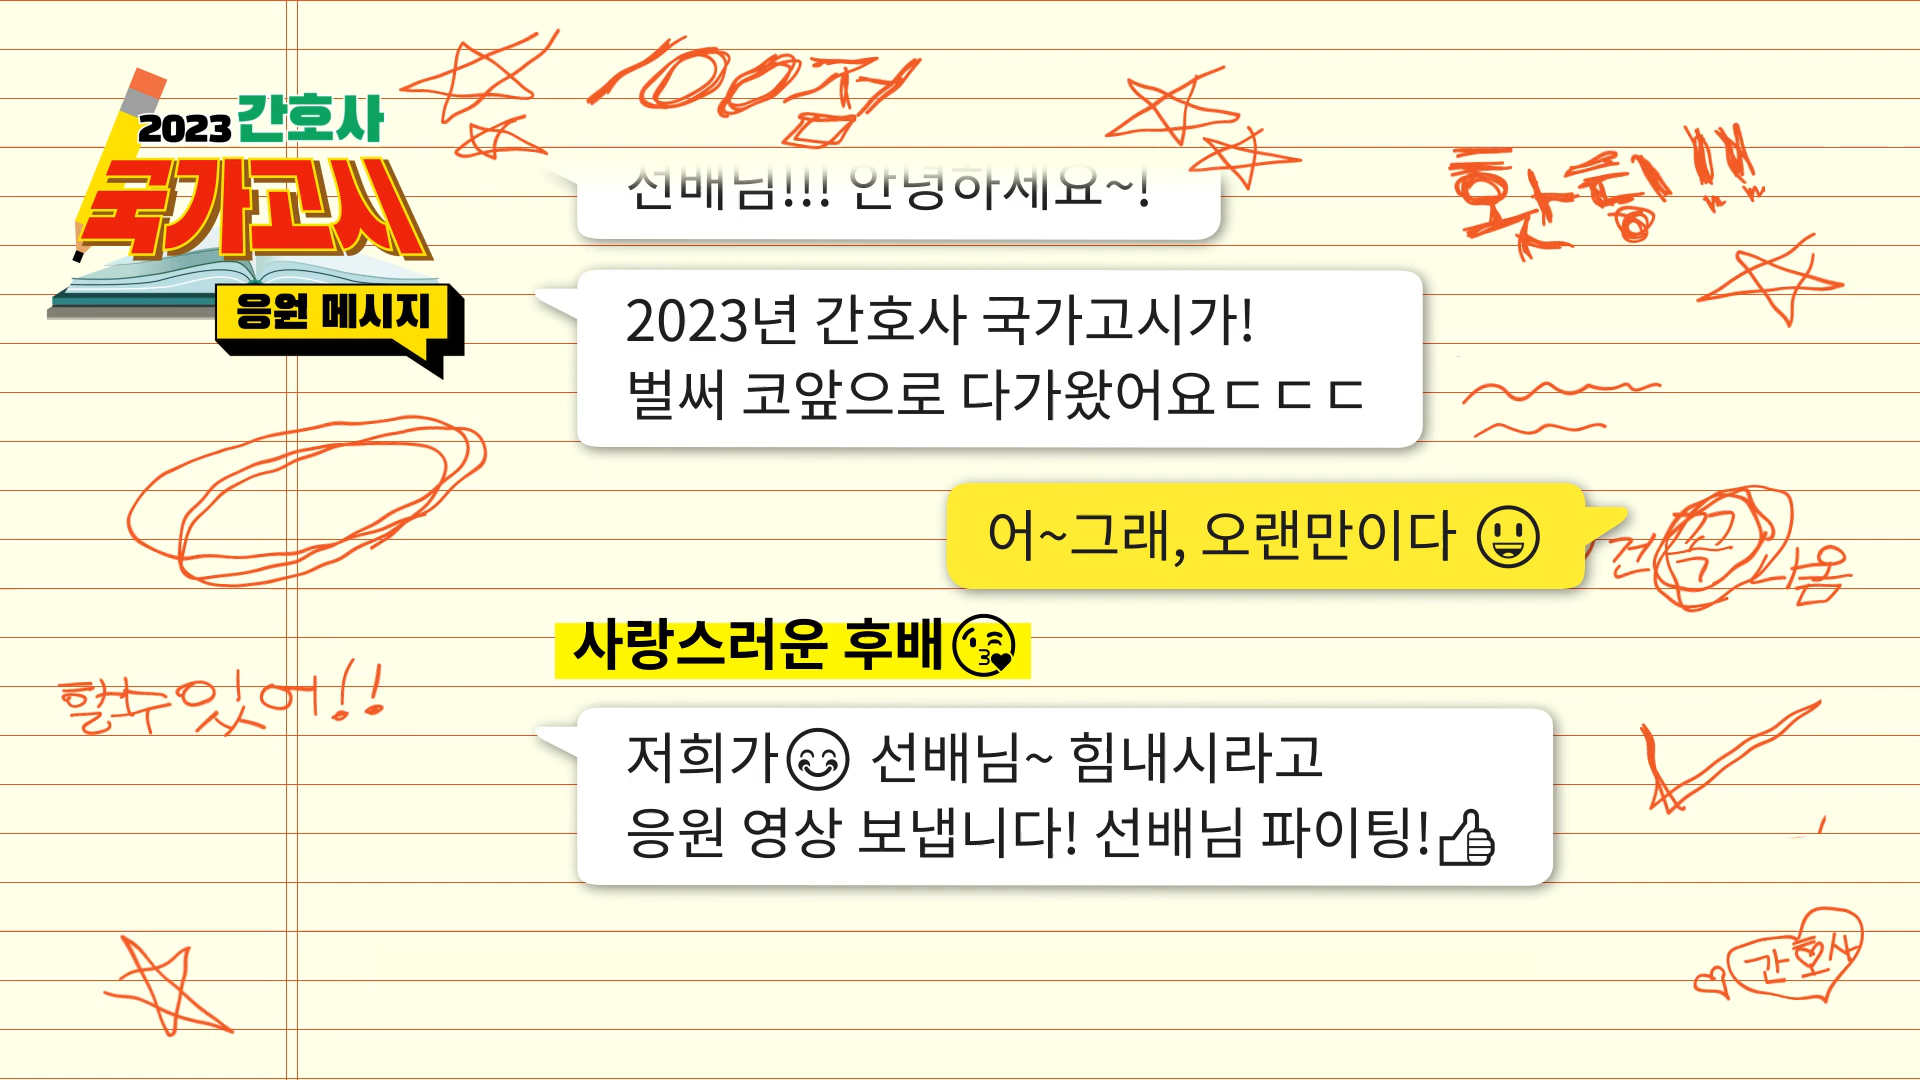 2023 간호사
국가고시
응원 메시지
100점
홧팅!!!
선배님!!! 안녕하세요~!
2023년 간호사 국가고시가!
벌써 코앞으로 다가왔어요ㄷㄷㄷ
어~그래, 오랜만이다 😃
사랑스러운 후배😘
할수있어!!
저희가😊 선배님~ 힘내시라고
응원 영상 보냅니다! 선배님 파이팅!👍
간호사